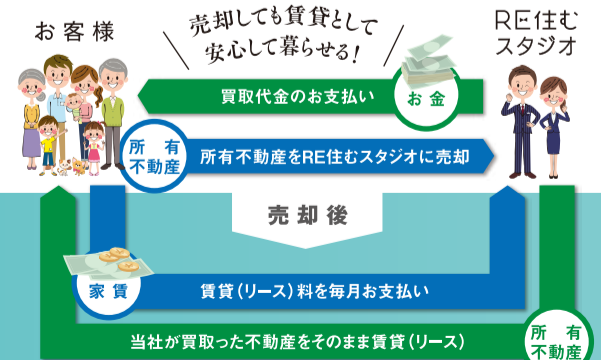 お客様
売却しても賃貸として
安心して暮らせる!
RE住む
スタジオ
買取代金のお支払い
お金
所有
不動産
所有不動産をRE住むスタジオに売却
売却後
家賃
賃貸(リース)料を毎月お支払い
当社が買取った不動産をそのまま賃貸(リース)
所有
不動産